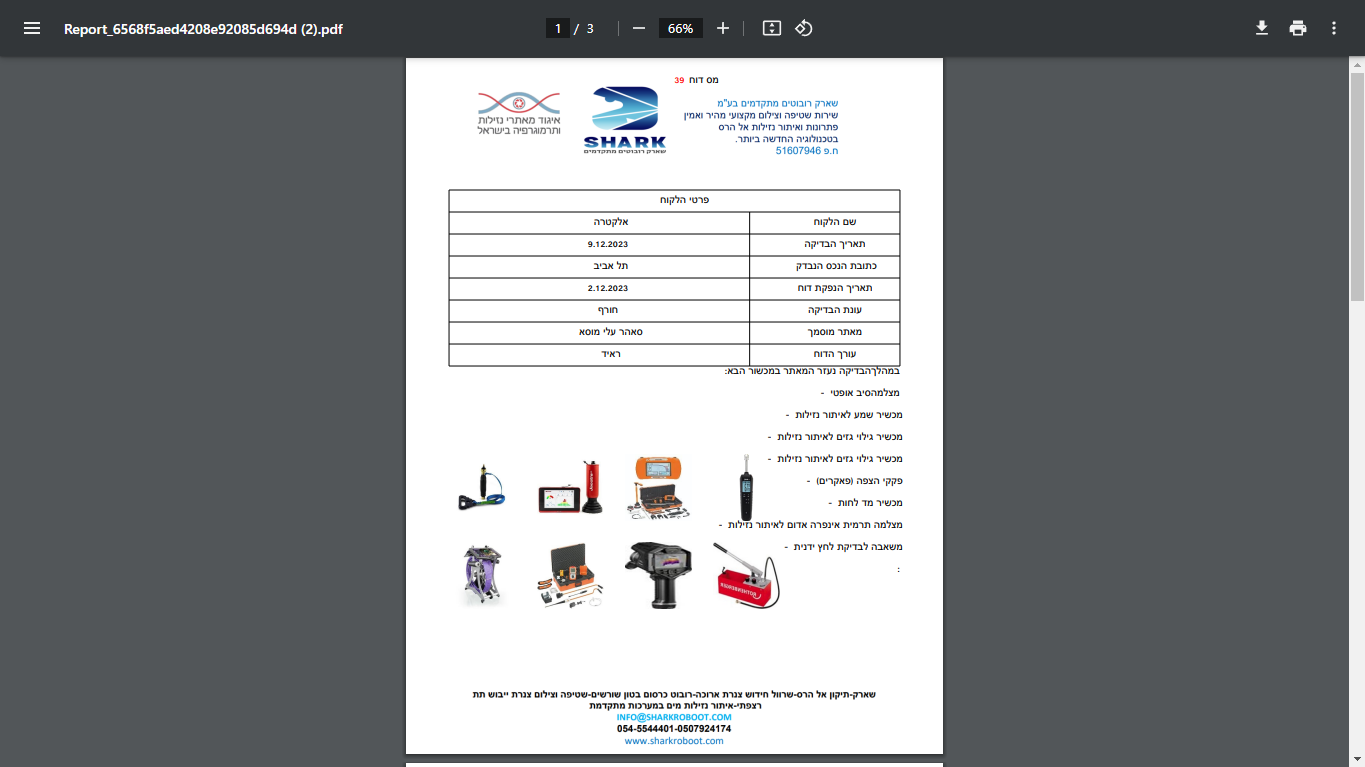 Report_6568f5aed4208e92085d694d (2).pdf
1 / 3
66%
מס דוח 39
איגוד מאתרי נזילות
ותרמוגרפיה בישראל
SHARK
שארק רובוטים מתקדמים
שארק רובוטים מתקדמים בע"מ
שירות שטיפה וצילום מקצועי מהיר ואמין
פתרונות ואיתור נזילות אל הרס
בטכנולוגיה החדשה ביותר.
ח.פ 51607946
פרטי הלקוח
שם הלקוח אלקטרה
תאריך הבדיקה 9.12.2023
כתובת הנכס הנבדק תל אביב
תאריך הנפקת דוח 2.12.2023
עונת הבדיקה חורף
מאתר מוסמך סאהר עלי מוסא
עורך הדוח ראיד
במהלךהבדיקה נעזר המאתר במכשור הבא:
מצלמהסיב אופטי -
מכשיר שמע לאיתור נזילות -
מכשיר גילוי גזים לאיתור נזילות -
מכשיר גילוי גזים לאיתור נזילות -
פקקי הצפה (פאקרים) -
מכשיר מד לחות -
מצלמה תרמית אינפרה אדום לאיתור נזילות -
משאבה לבדיקת לחץ ידנית -
:
שארק-תיקון אל הרס-שרוול חידוש צנרת ארוכה-רובוט כרסום בטון שורשים-שטיפה וצילום צנרת ייבוש תת
רצפתי-איתור נזילות מים במערכות מתקדמת
INFO@SHARKROBOOT.COM
054-5544401-0507924174
www.sharkroboot.com